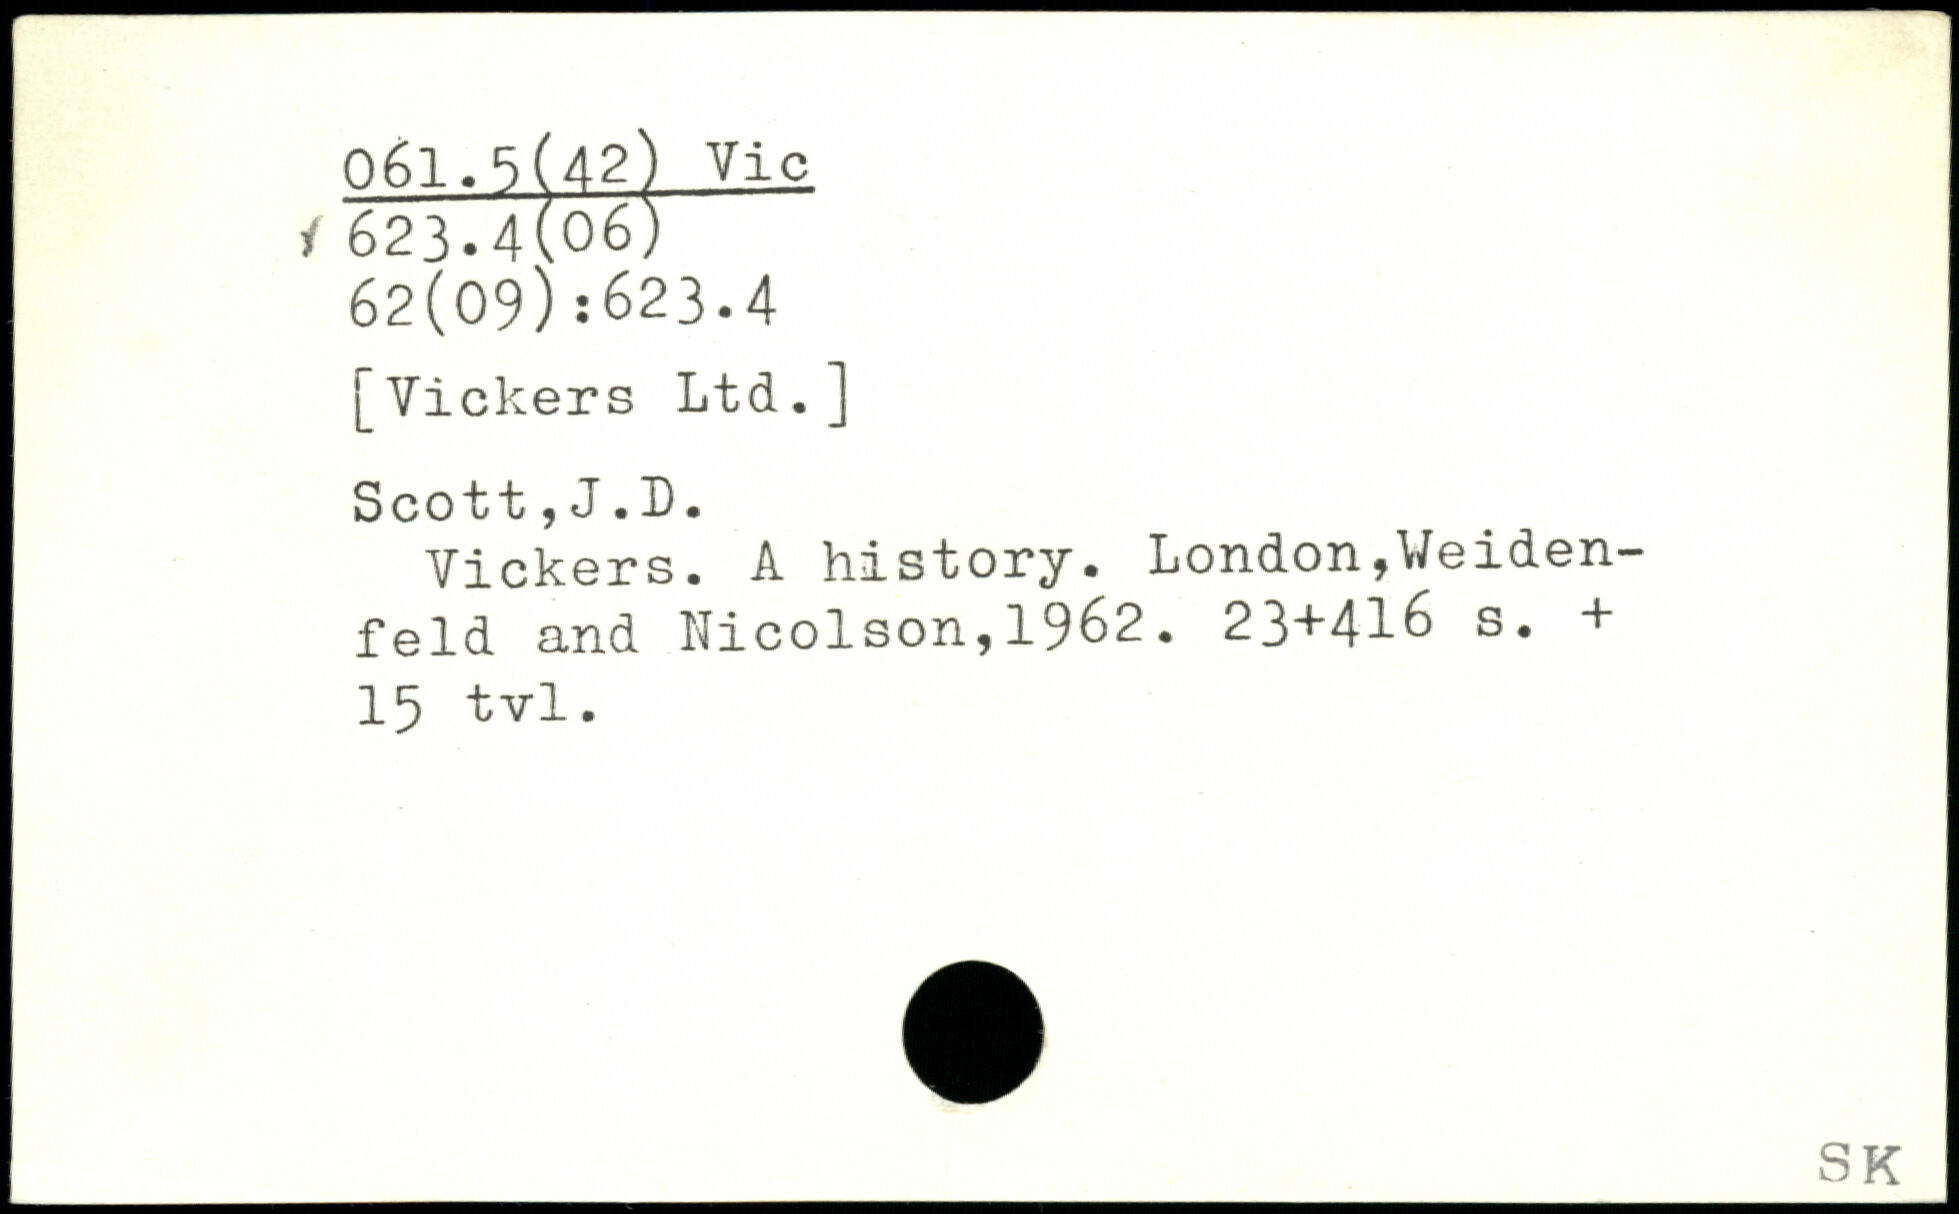 061.5(42) Vic
623.4(06)
62(09):623.4
[Vickers Ltd.]
Scott,J.D.
Vickers. A history. London,Weiden-
feld and Nicolson,1962. 23+416 s. +
15 tvl.
SK